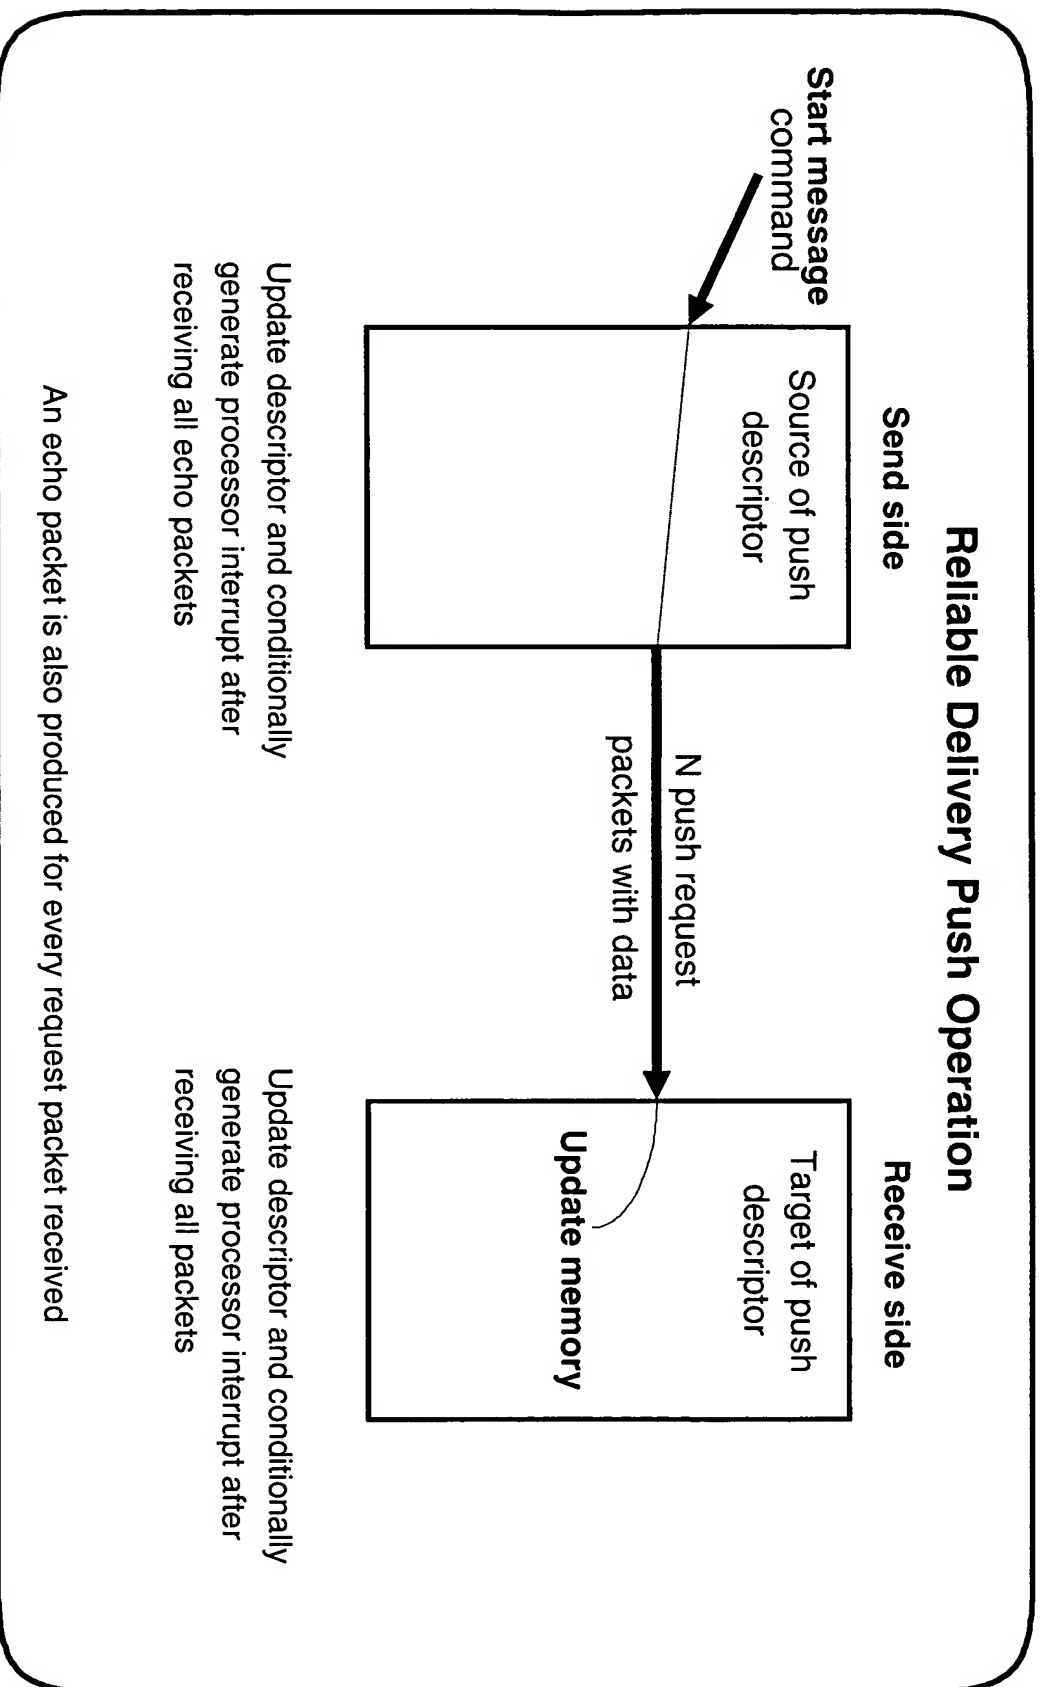 Reliable Delivery Push Operation
Send side
Receive side
Start message
command
Source of push
descriptor
N push request
packets with data
Target of push
descriptor
Update memory
Update descriptor and conditionally
generate processor interrupt after
receiving all echo packets
Update descriptor and conditionally
generate processor interrupt after
receiving all packets
An echo packet is also produced for every request packet received